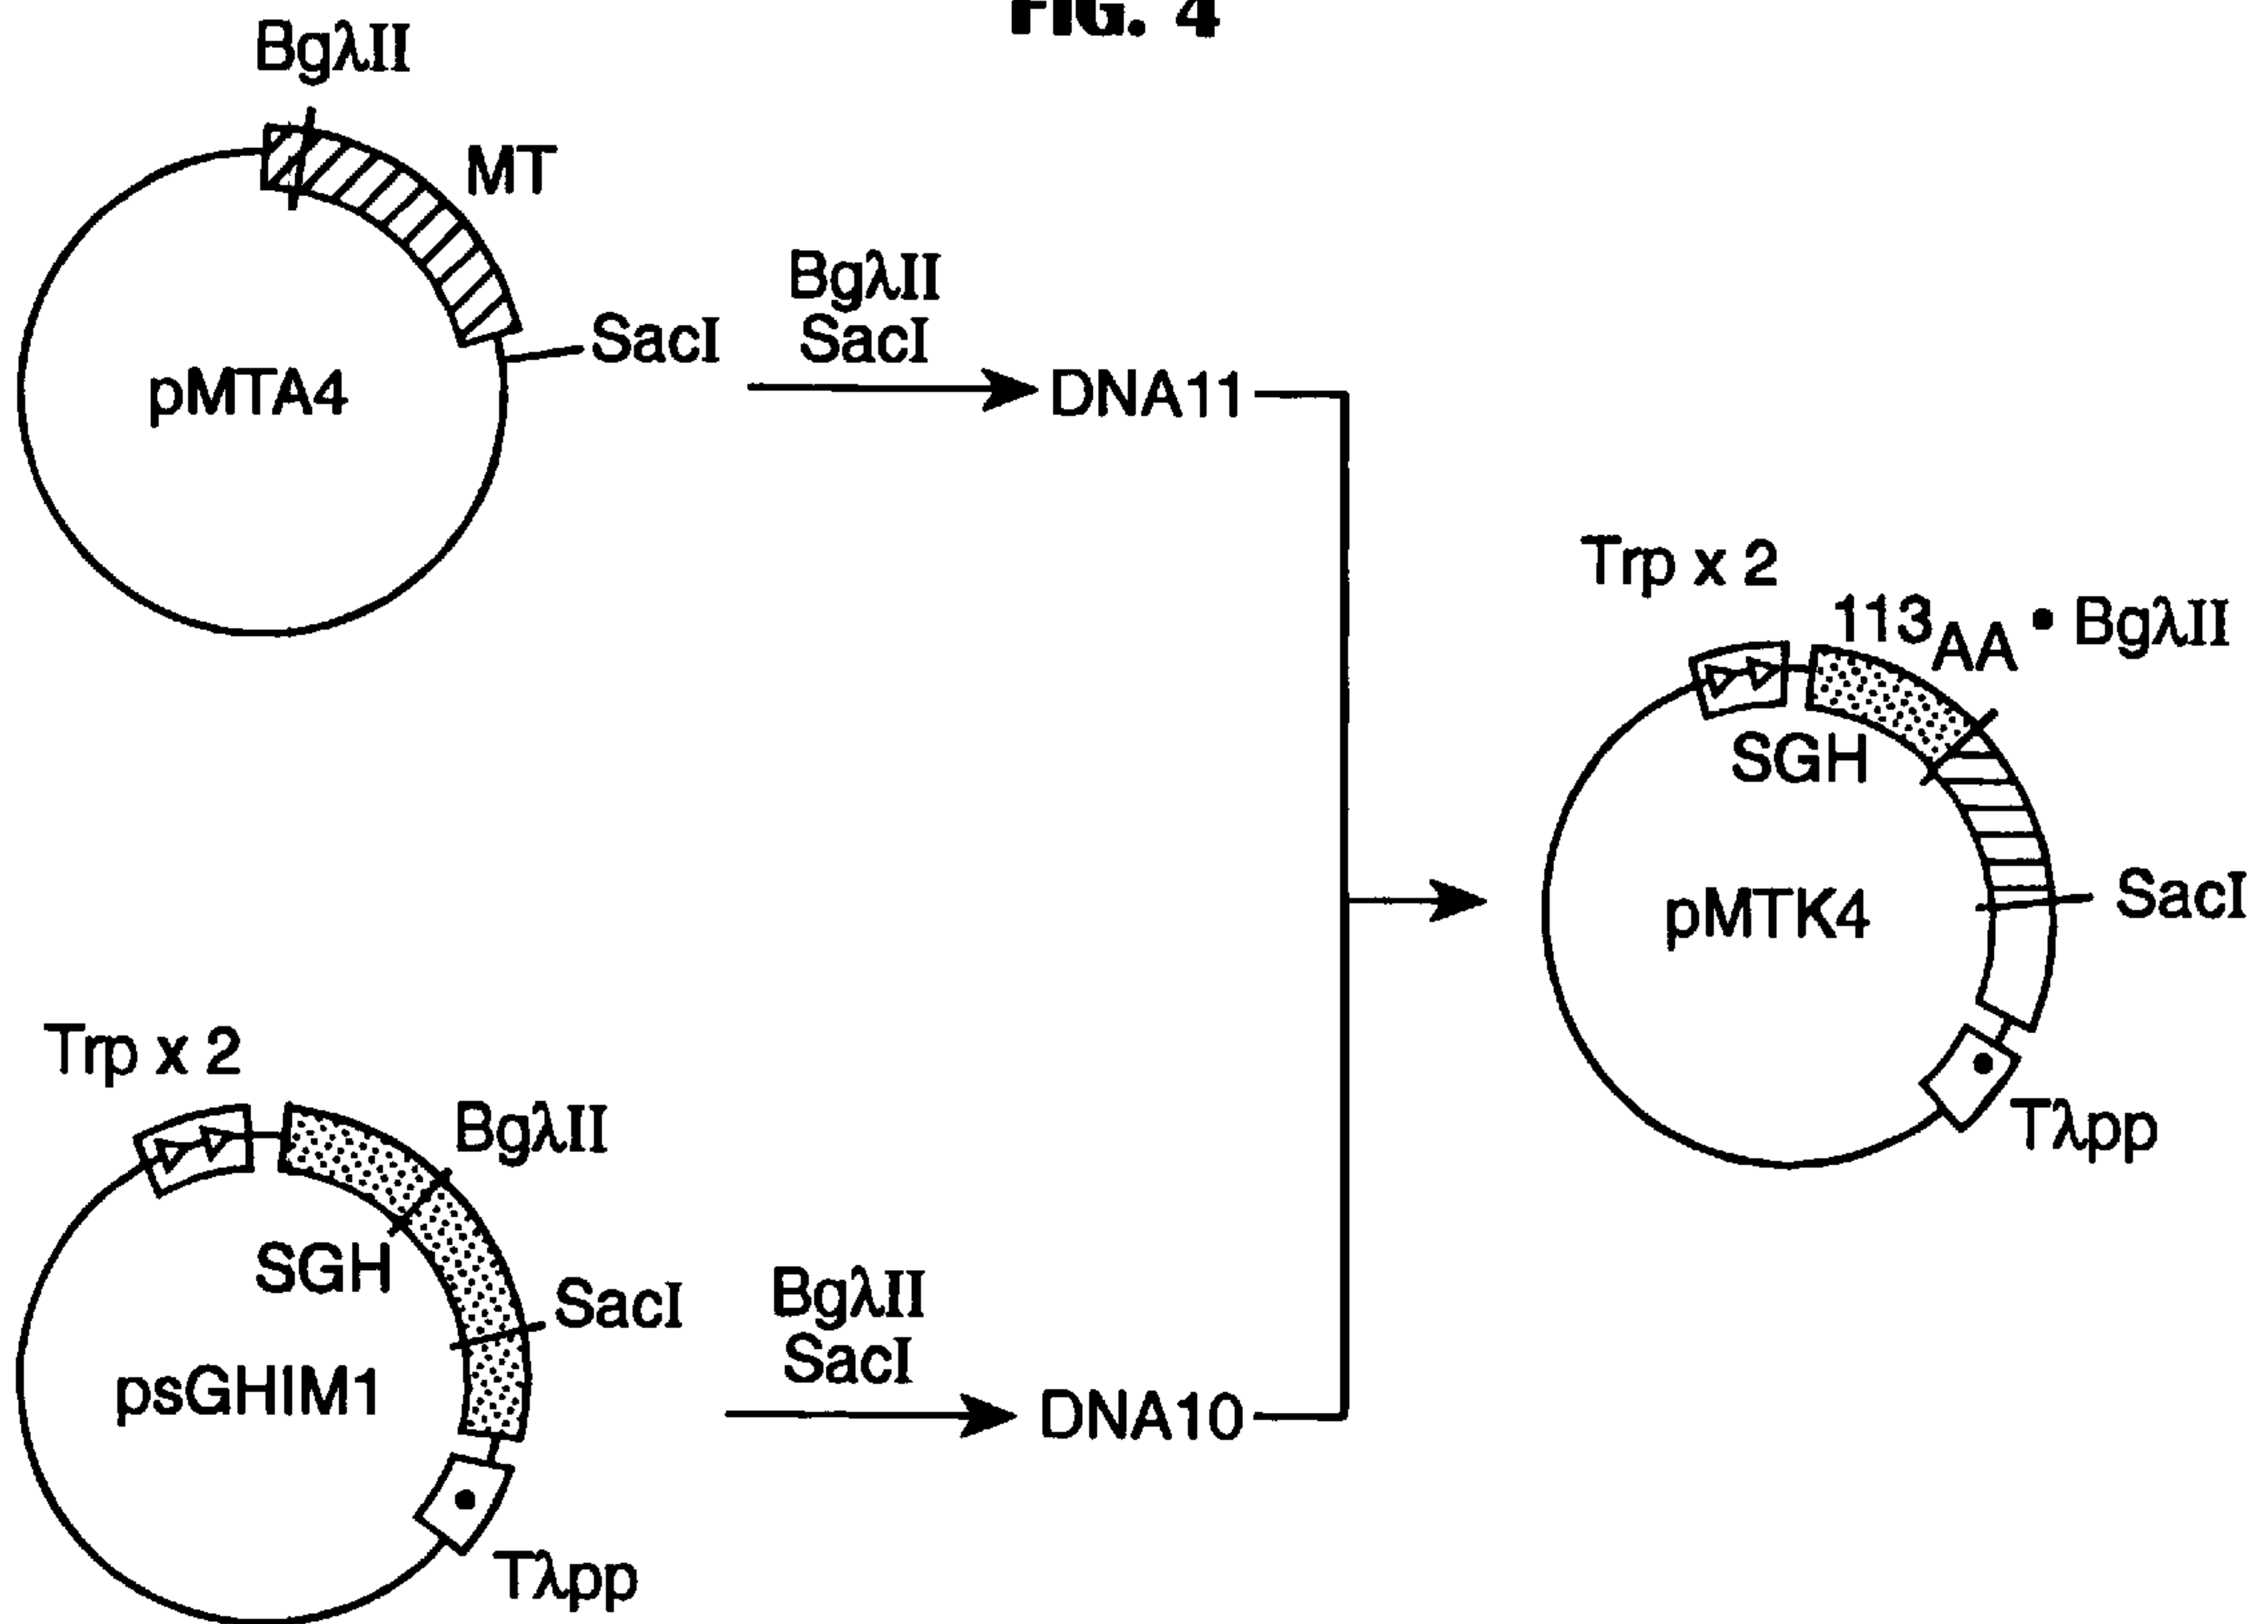 FIG. 4
BgλII
MT
SacI
pMTA4
BgλII
SacI
DNA11
Trp x 2
113AA • BgλII
SGH
SacI
pMTK4
Tλpp
Trp x 2
BgλII
SGH
SacI
psGHIM1
BgλII
SacI
DNA10
Tλpp